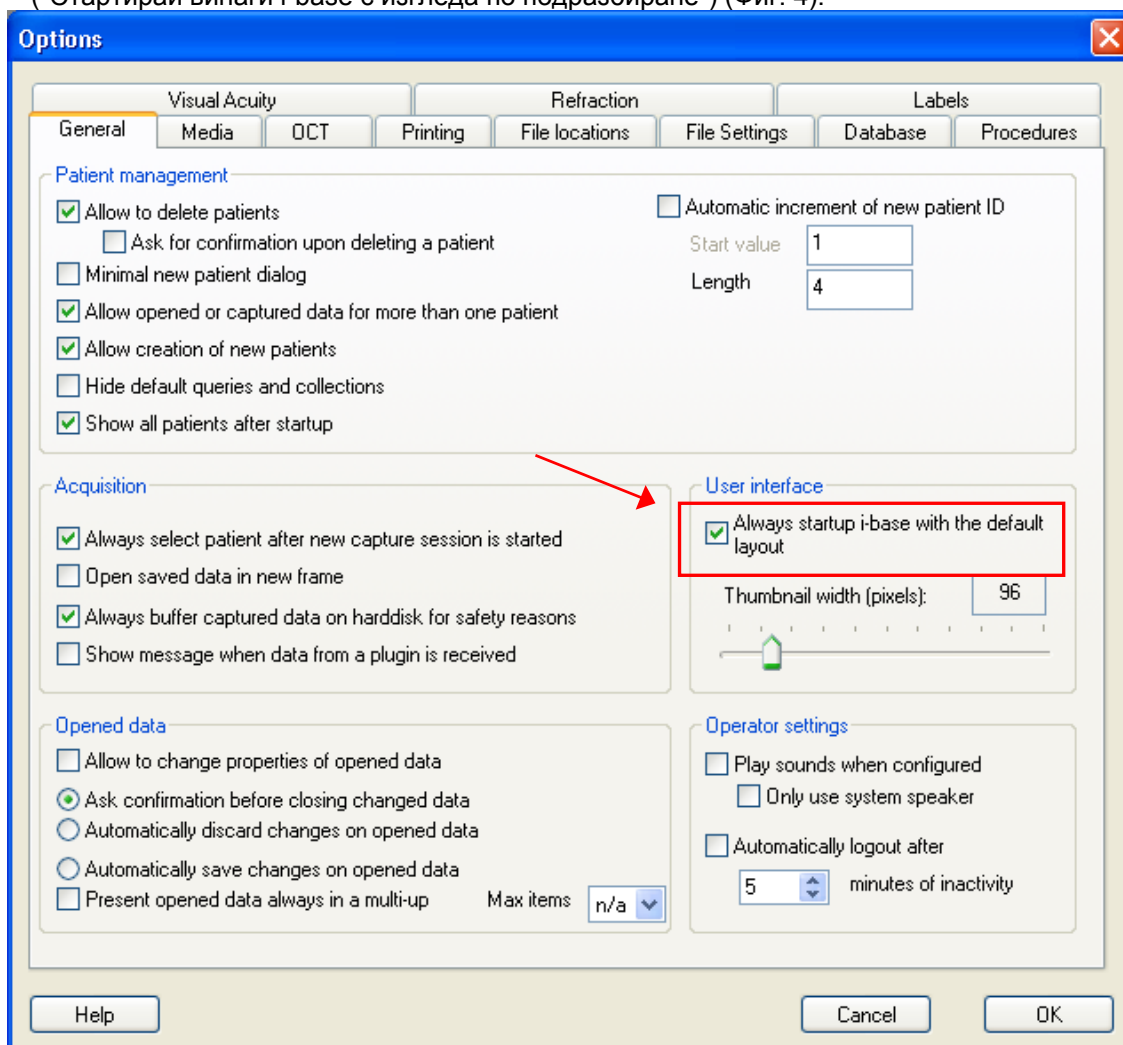 ("Стартирай винаги i-base с изгледа по подразбиране") (Фиг. 4).
Options
Visual Acuity Refraction Labels
General Media OCT Printing File locations File Settings Database Procedures
Patient management
Allow to delete patients
Ask for confirmation upon deleting a patient
Minimal new patient dialog
Allow opened or captured data for more than one patient
Allow creation of new patients
Hide default queries and collections
Show all patients after startup
Automatic increment of new patient ID
Start value 1
Length 4
Acquisition
Always select patient after new capture session is started
Open saved data in new frame
Always buffer captured data on harddisk for safety reasons
Show message when data from a plugin is received
User interface
Always startup i-base with the default
layout
Thumbnail width (pixels): 96
Opened data
Allow to change properties of opened data
Ask confirmation before closing changed data
Automatically discard changes on opened data
Automatically save changes on opened data
Present opened data always in a multi-up Max items n/a
Operator settings
Play sounds when configured
Only use system speaker
Automatically logout after
5 minutes of inactivity
Help Cancel OK